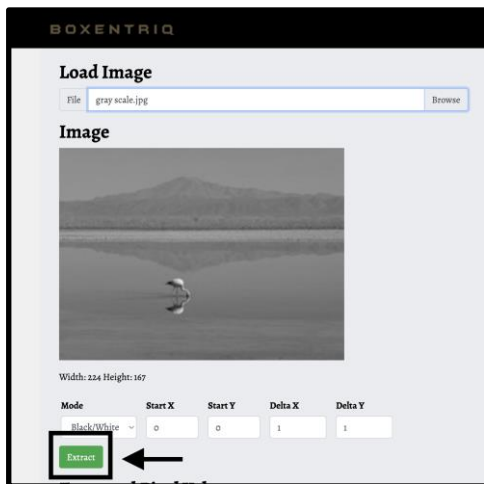 BOXENTRIQ
Load Image
File gray scale.jpg Browse
Image
Width: 224 Height: 167
Mode Start X Start Y Delta X Delta Y
Black/White 0 0 1 1
Extract